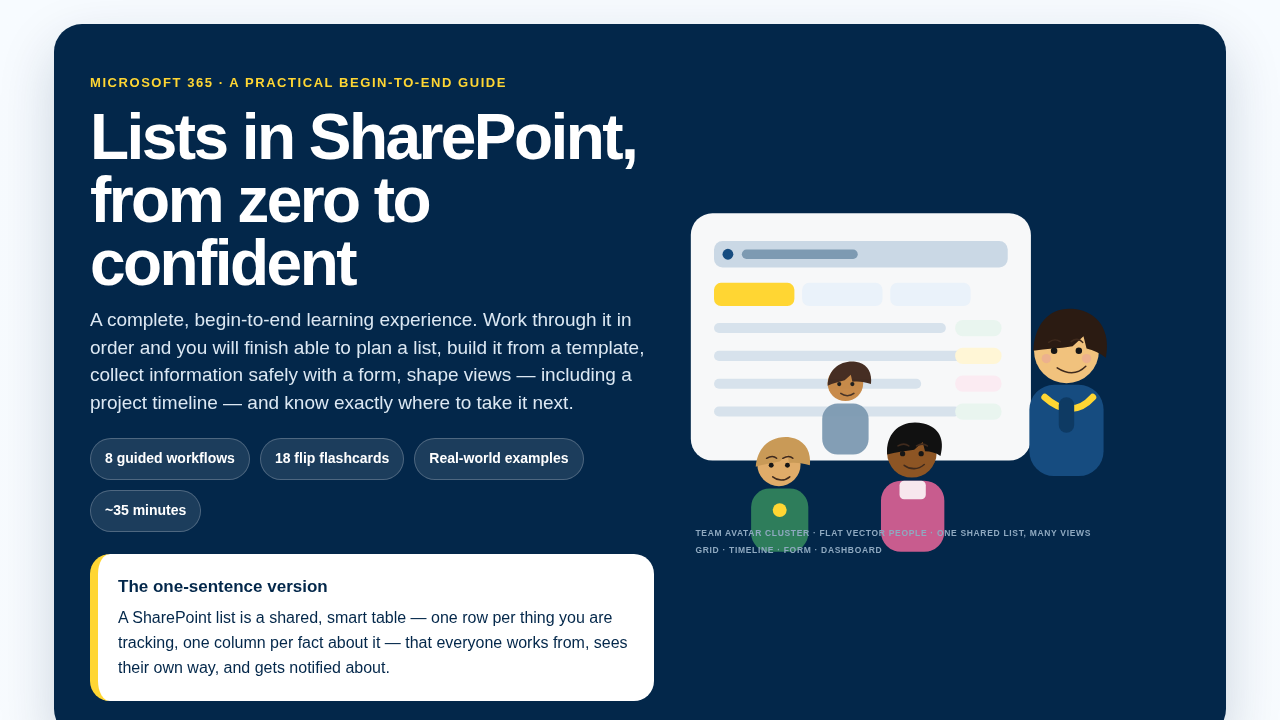 MICROSOFT 365 · A PRACTICAL BEGIN-TO-END GUIDE
Lists in SharePoint,
from zero to
confident
A complete, begin-to-end learning experience. Work through it in
order and you will finish able to plan a list, build it from a template,
collect information safely with a form, shape views — including a
project timeline — and know exactly where to take it next.
8 guided workflows
18 flip flashcards
Real-world examples
~35 minutes
The one-sentence version
A SharePoint list is a shared, smart table — one row per thing you are
tracking, one column per fact about it — that everyone works from, sees
their own way, and gets notified about.
TEAM AVATAR CLUSTER · FLAT VECTOR PEOPLE · ONE SHARED LIST, MANY VIEWS
GRID · TIMELINE · FORM · DASHBOARD